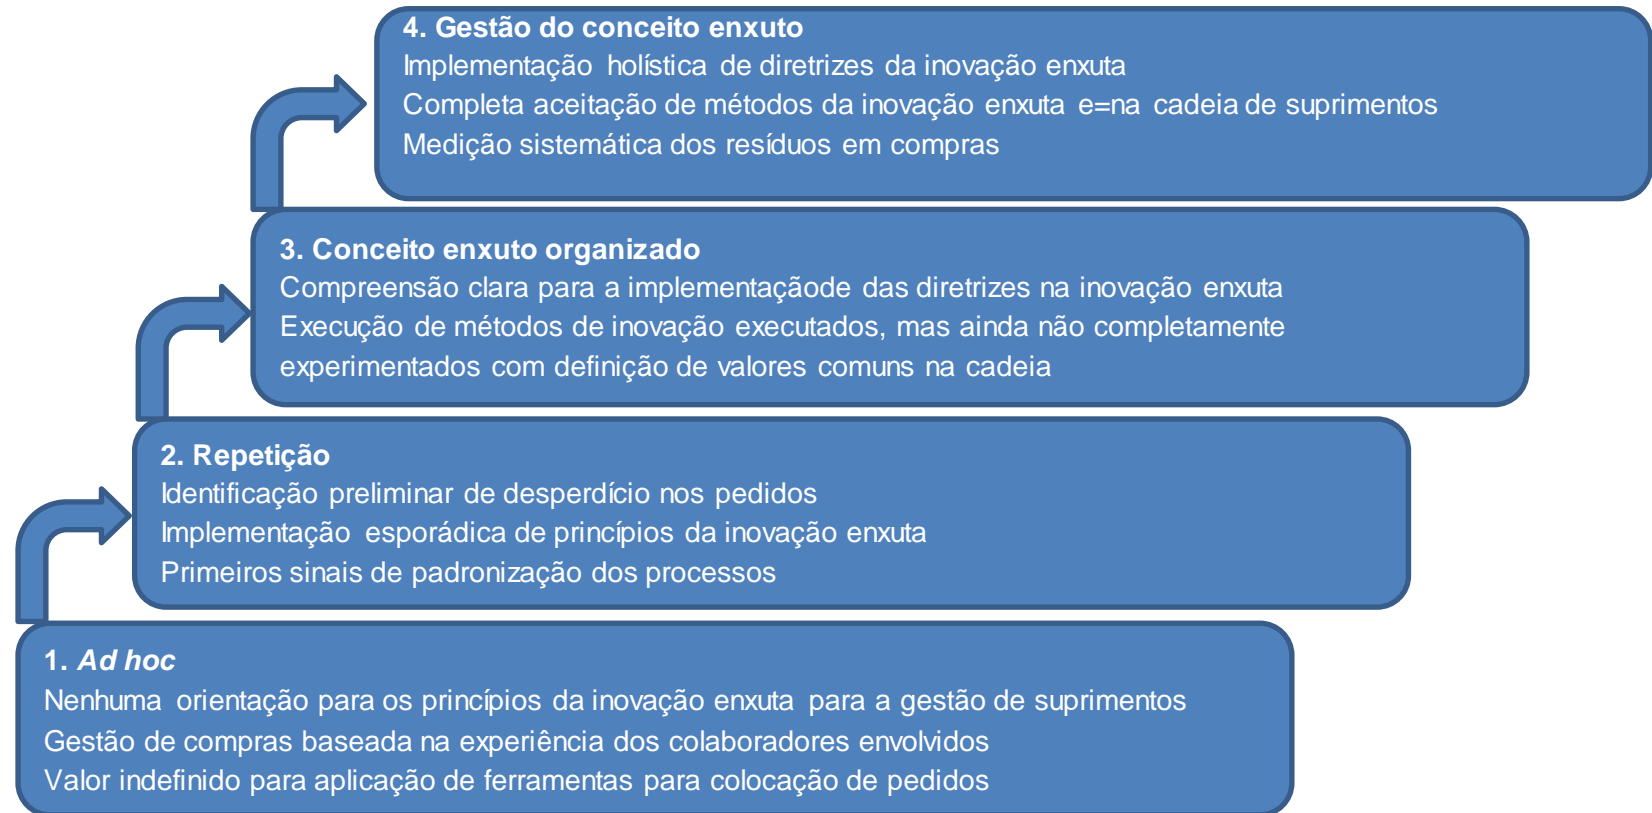 4. Gestão do conceito enxuto
Implementação holística de diretrizes da inovação enxuta
Completa aceitação de métodos da inovação enxuta e=na cadeia de suprimentos
Medição sistemática dos resíduos em compras
3. Conceito enxuto organizado
Compreensão clara para a implementaçãode das diretrizes na inovação enxuta
Execução de métodos de inovação executados, mas ainda não completamente
experimentados com definição de valores comuns na cadeia
2. Repetição
Identificação preliminar de desperdício nos pedidos
Implementação esporádica de princípios da inovação enxuta
Primeiros sinais de padronização dos processos
1. Ad hoc
Nenhuma orientação para os princípios da inovação enxuta para a gestão de suprimentos
Gestão de compras baseada na experiência dos colaboradores envolvidos
Valor indefinido para aplicação de ferramentas para colocação de pedidos